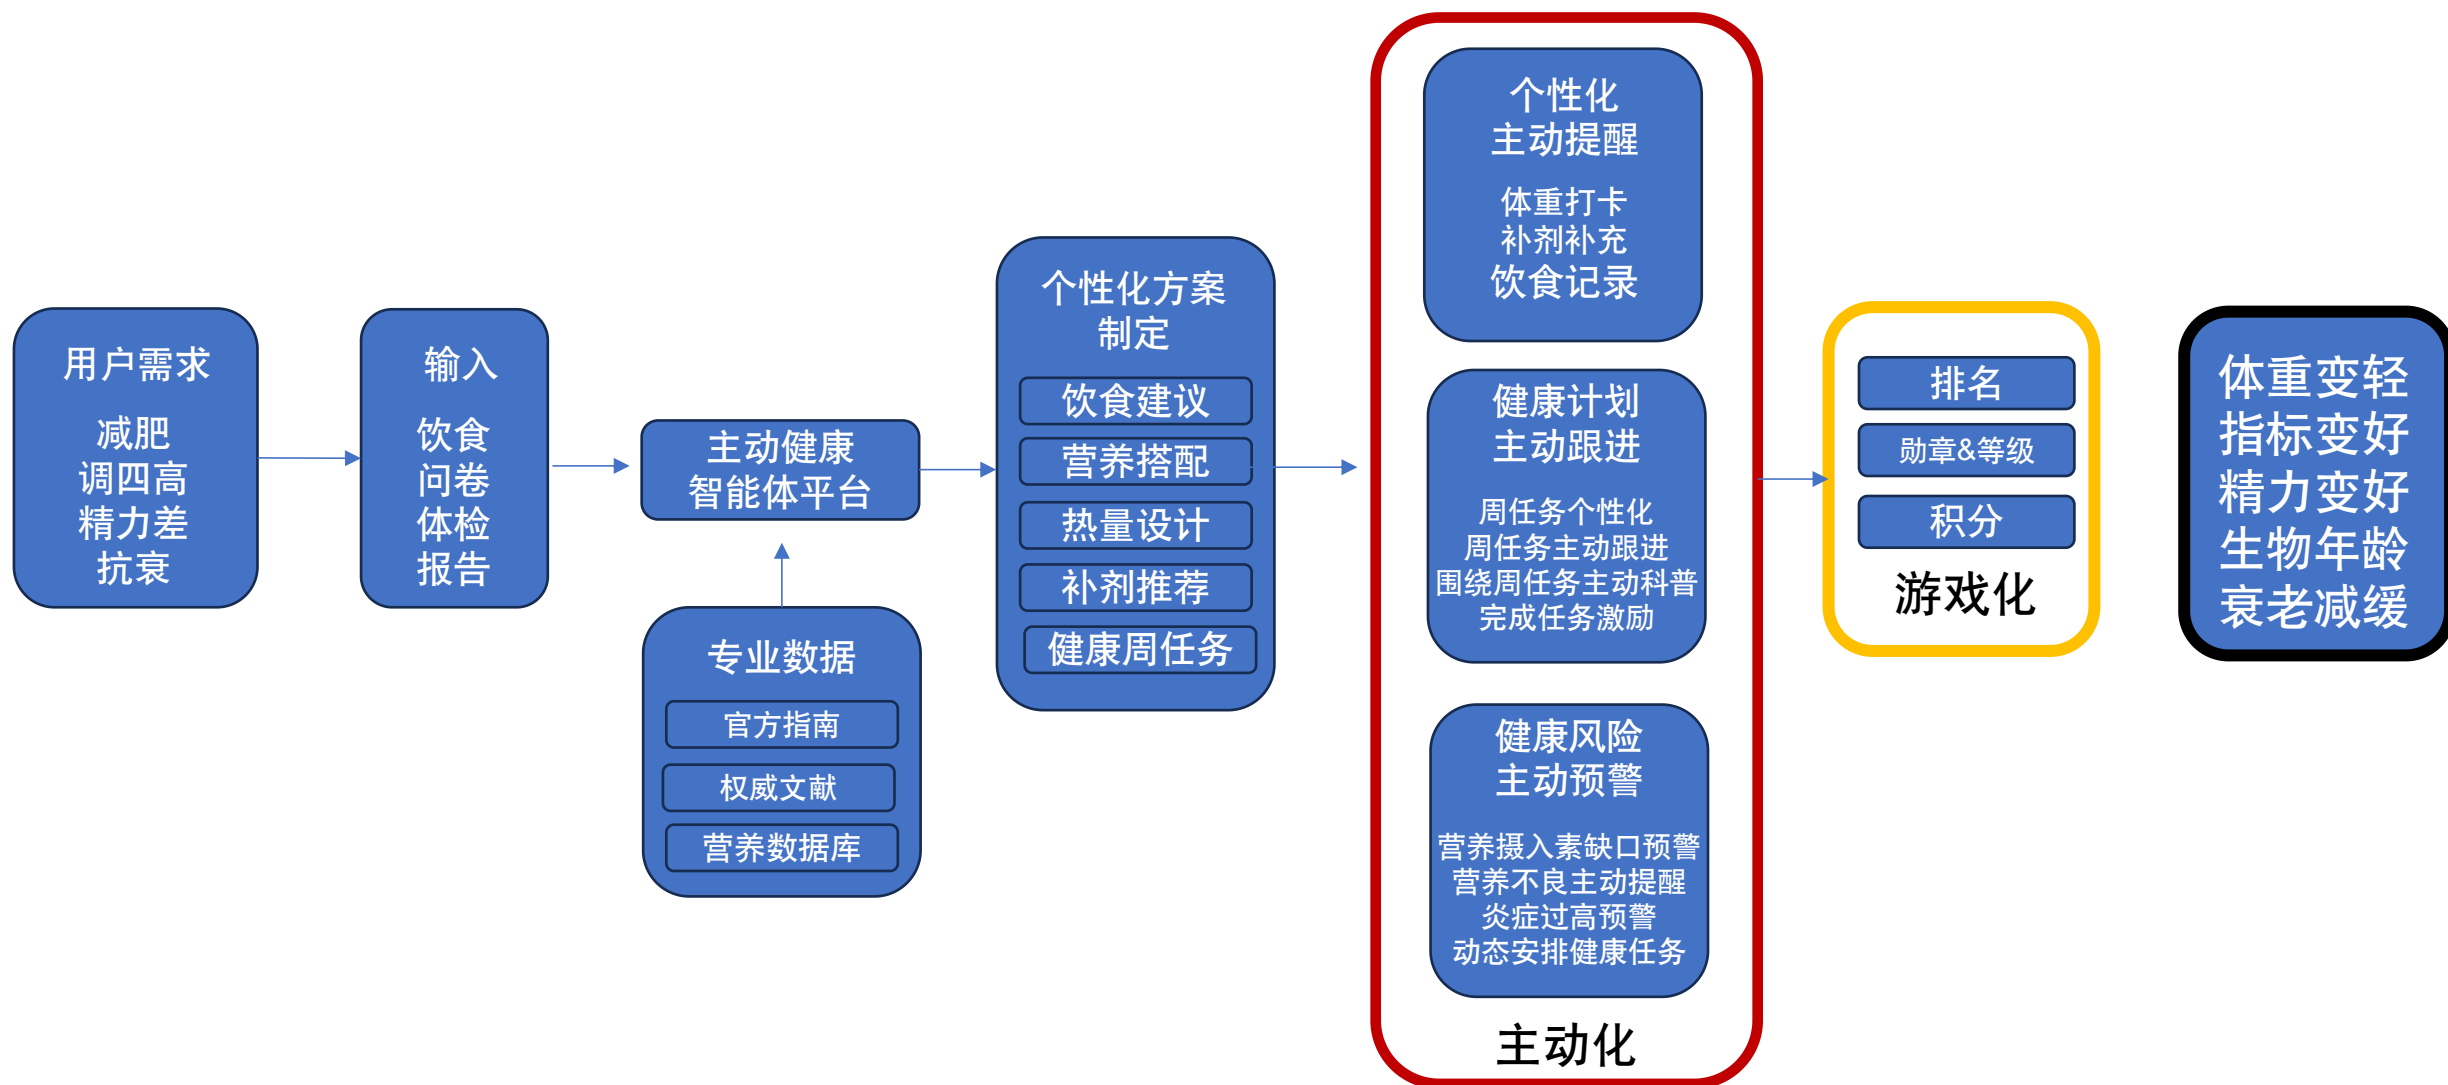 用户需求
减肥
调四高
精力差
抗衰
输入
饮食
问卷
体检
报告
主动健康
智能体平台
专业数据
官方指南
权威文献
营养数据库
个性化方案
制定
饮食建议
营养搭配
热量设计
补剂推荐
健康周任务
个性化
主动提醒
体重打卡
补剂补充
饮食记录
健康计划
主动跟进
周任务个性化
周任务主动跟进
围绕周任务主动科普
完成任务激励
健康风险
主动预警
营养摄入素缺口预警
营养不良主动提醒
炎症过高预警
动态安排健康任务
主动化
排名
勋章&等级
积分
游戏化
体重变轻
指标变好
精力变好
生物年龄
衰老减缓